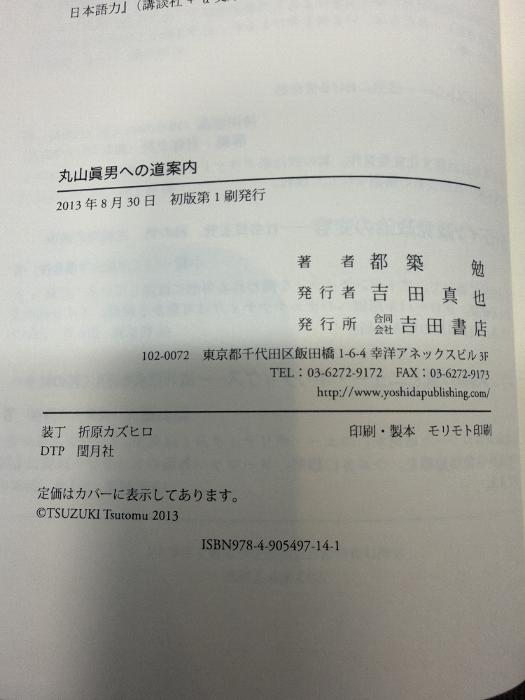 日本語力』（講談社
丸山眞男への道案内
2013年8月30日　初版第1刷発行
著　者　都　築　　勉
発行者　吉　田　真　也
発行所　合同会社　吉田書店
102-0072　東京都千代田区飯田橋1-6-4 幸洋アネックスビル3F
TEL：03-6272-9172　FAX：03-6272-9173
http://www.yoshidapublishing.com/
装丁　折原カズヒロ　　印刷・製本　モリモト印刷
DTP　閏月社
定価はカバーに表示してあります。
©TSUZUKI Tsutomu 2013
ISBN978-4-905497-14-1